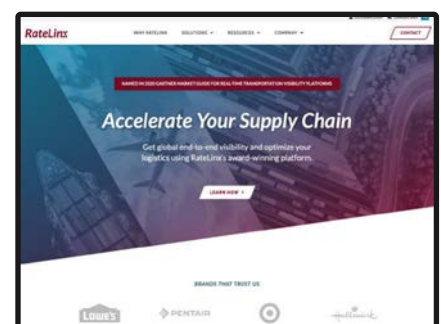 RateLinx
WHY RATELINX SOLUTIONS RESOURCES COMPANY
CONTACT
NAMED IN 2020 GARTNER MARKET GUIDE FOR REAL-TIME TRANSPORTATION VISIBILITY PLATFORMS
Accelerate Your Supply Chain
Get global end-to-end visibility and optimize your
logistics using RateLinx's award-winning platform.
LEARN HOW >
BRANDS THAT TRUST US
LOWE'S PENTAIR Hallmark